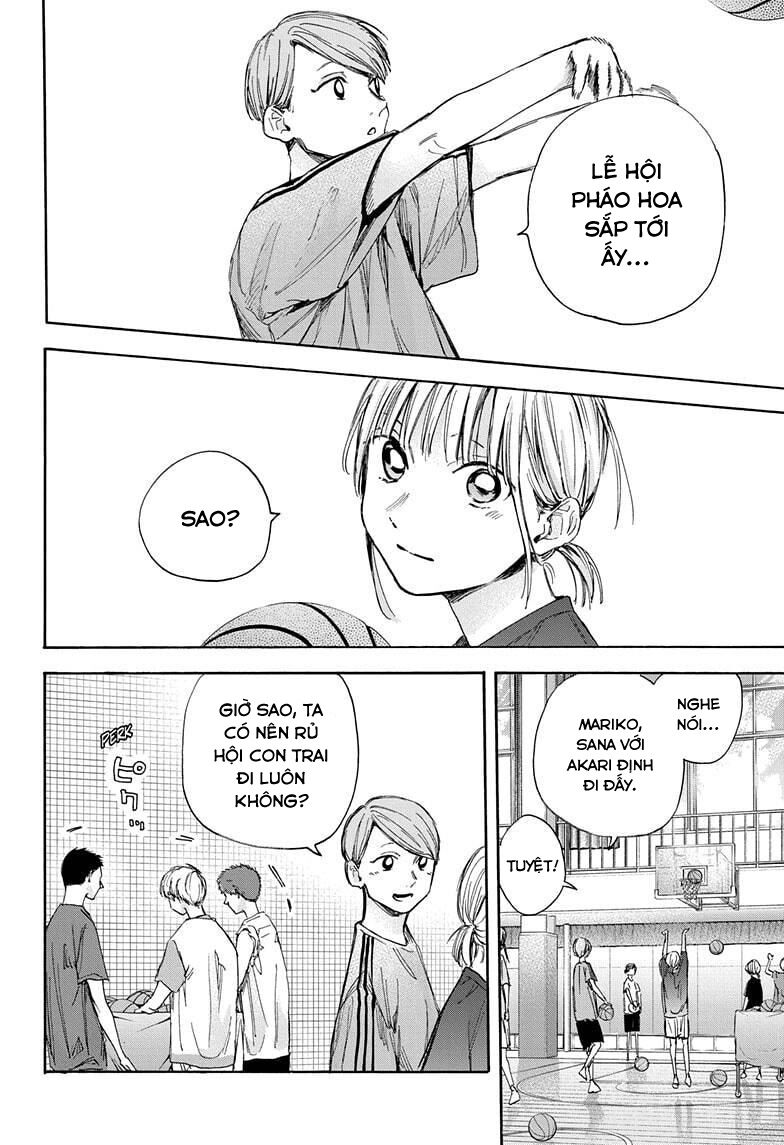 LỄ HỘI
PHÁO HOA
SẮP TỚI
ẤY...
SAO?
NGHE
NÓI...
MARIKO,
SANA VỚI
AKARI ĐỊNH
ĐI ĐẤY.
TUYỆT!
GIỜ SAO, TA
CÓ NÊN RỦ
HỘI CON TRAI
ĐI LUÔN
KHÔNG?
PERK
ピクッ